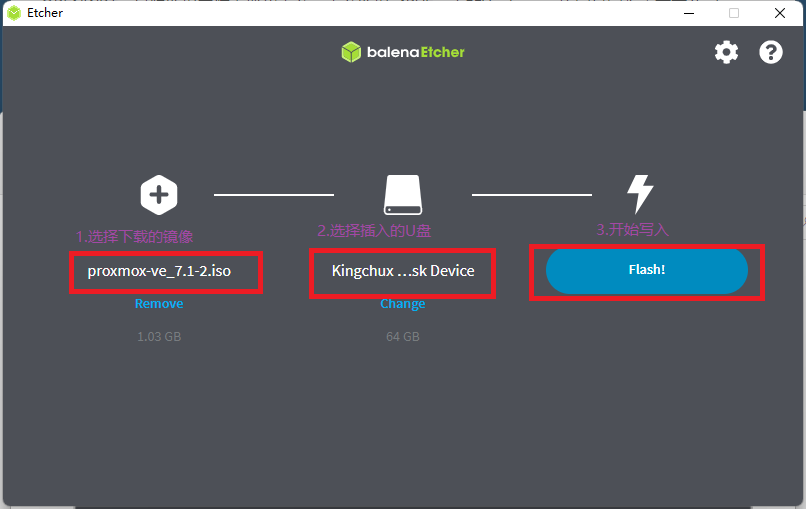 Etcher
balenaEtcher
1.选择下载的镜像
2.选择插入的U盘
3.开始写入
proxmox-ve_7.1-2.iso
Kingchux ...sk Device
Flash!
Remove
Change
1.03 GB
64 GB